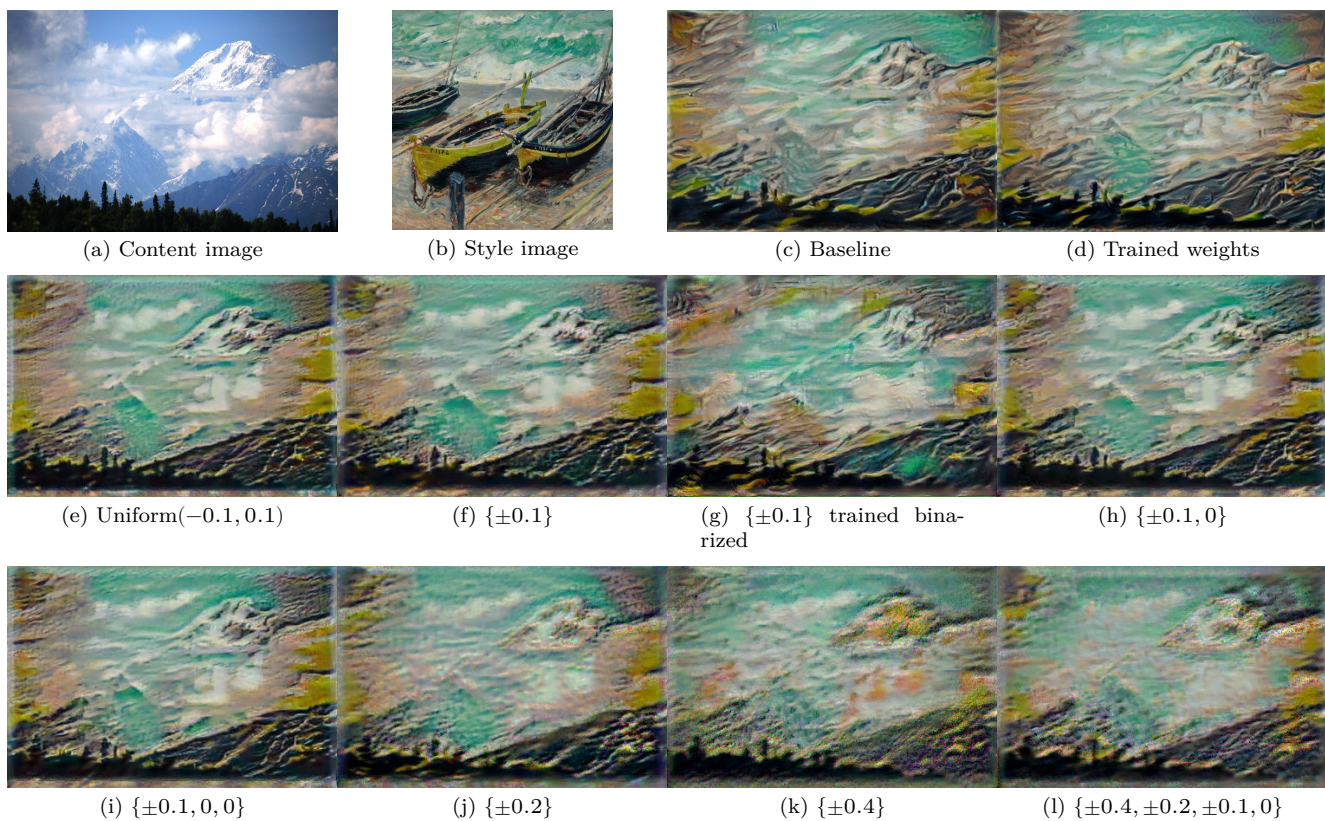 (a) Content image
(b) Style image
(c) Baseline
(d) Trained weights
(e) Uniform(−0.1, 0.1)
(f) {±0.1}
(g) {±0.1} trained bina-
rized
(h) {±0.1, 0}
(i) {±0.1, 0, 0}
(j) {±0.2}
(k) {±0.4}
(l) {±0.4, ±0.2, ±0.1, 0}